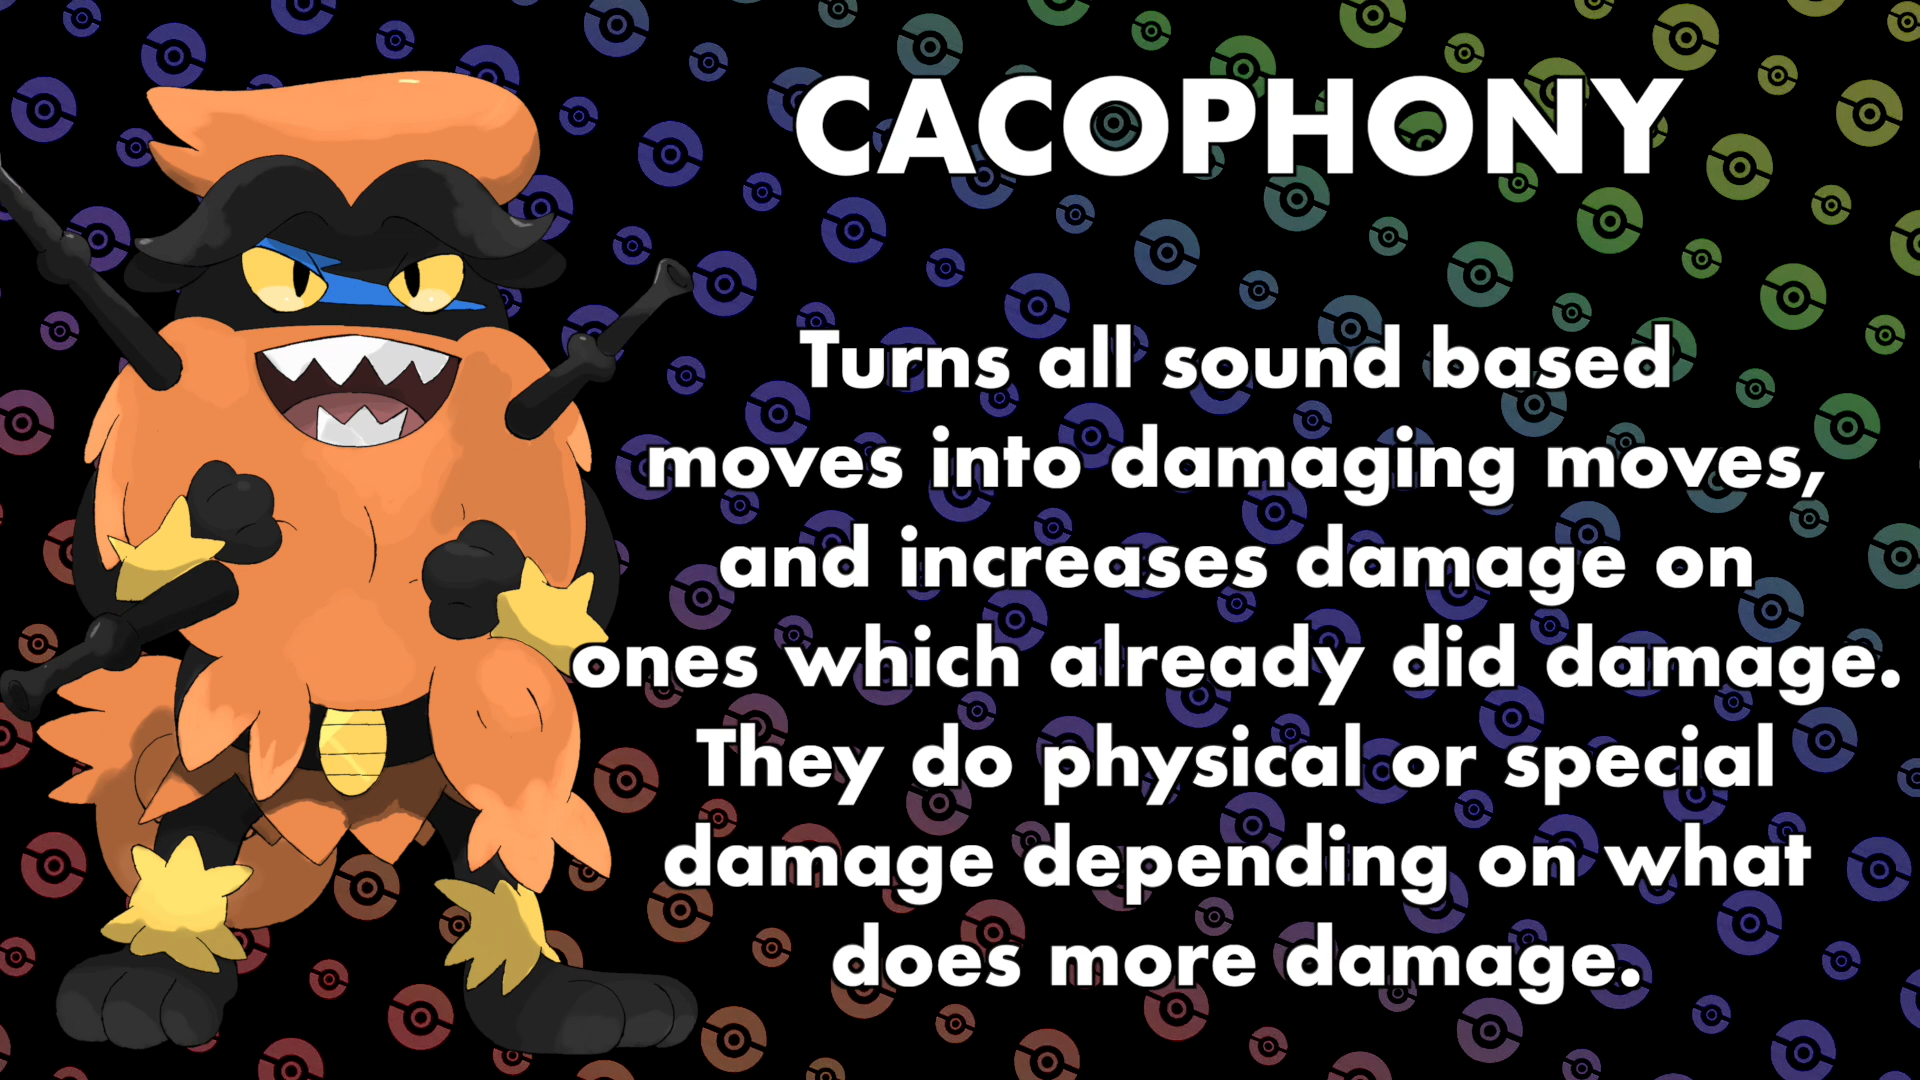 CACOPHONY
Turns all sound based
moves into damaging moves,
and increases damage on
ones which already did damage.
They do physical or special
damage depending on what
does more damage.